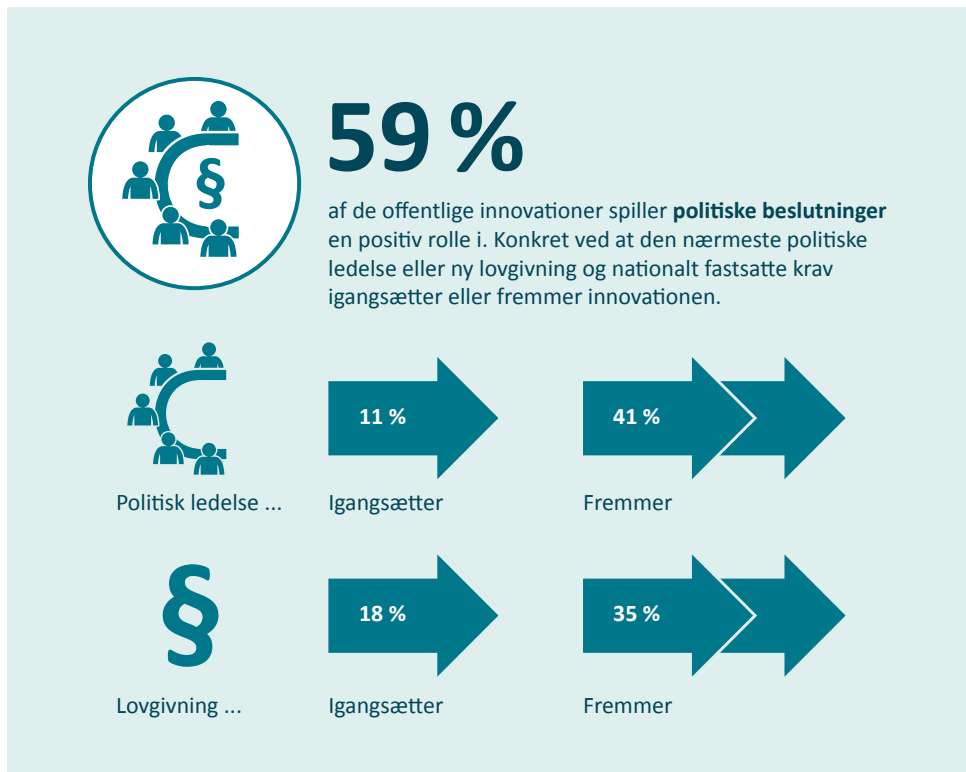 §
59 %
af de offentlige innovationer spiller politiske beslutninger
en positiv rolle i. Konkret ved at den nærmeste politiske
ledelse eller ny lovgivning og nationalt fastsatte krav
igangsætter eller fremmer innovationen.
11 %
41 %
Politisk ledelse ...
Igangsætter
Fremmer
§
18 %
35 %
Lovgivning ...
Igangsætter
Fremmer